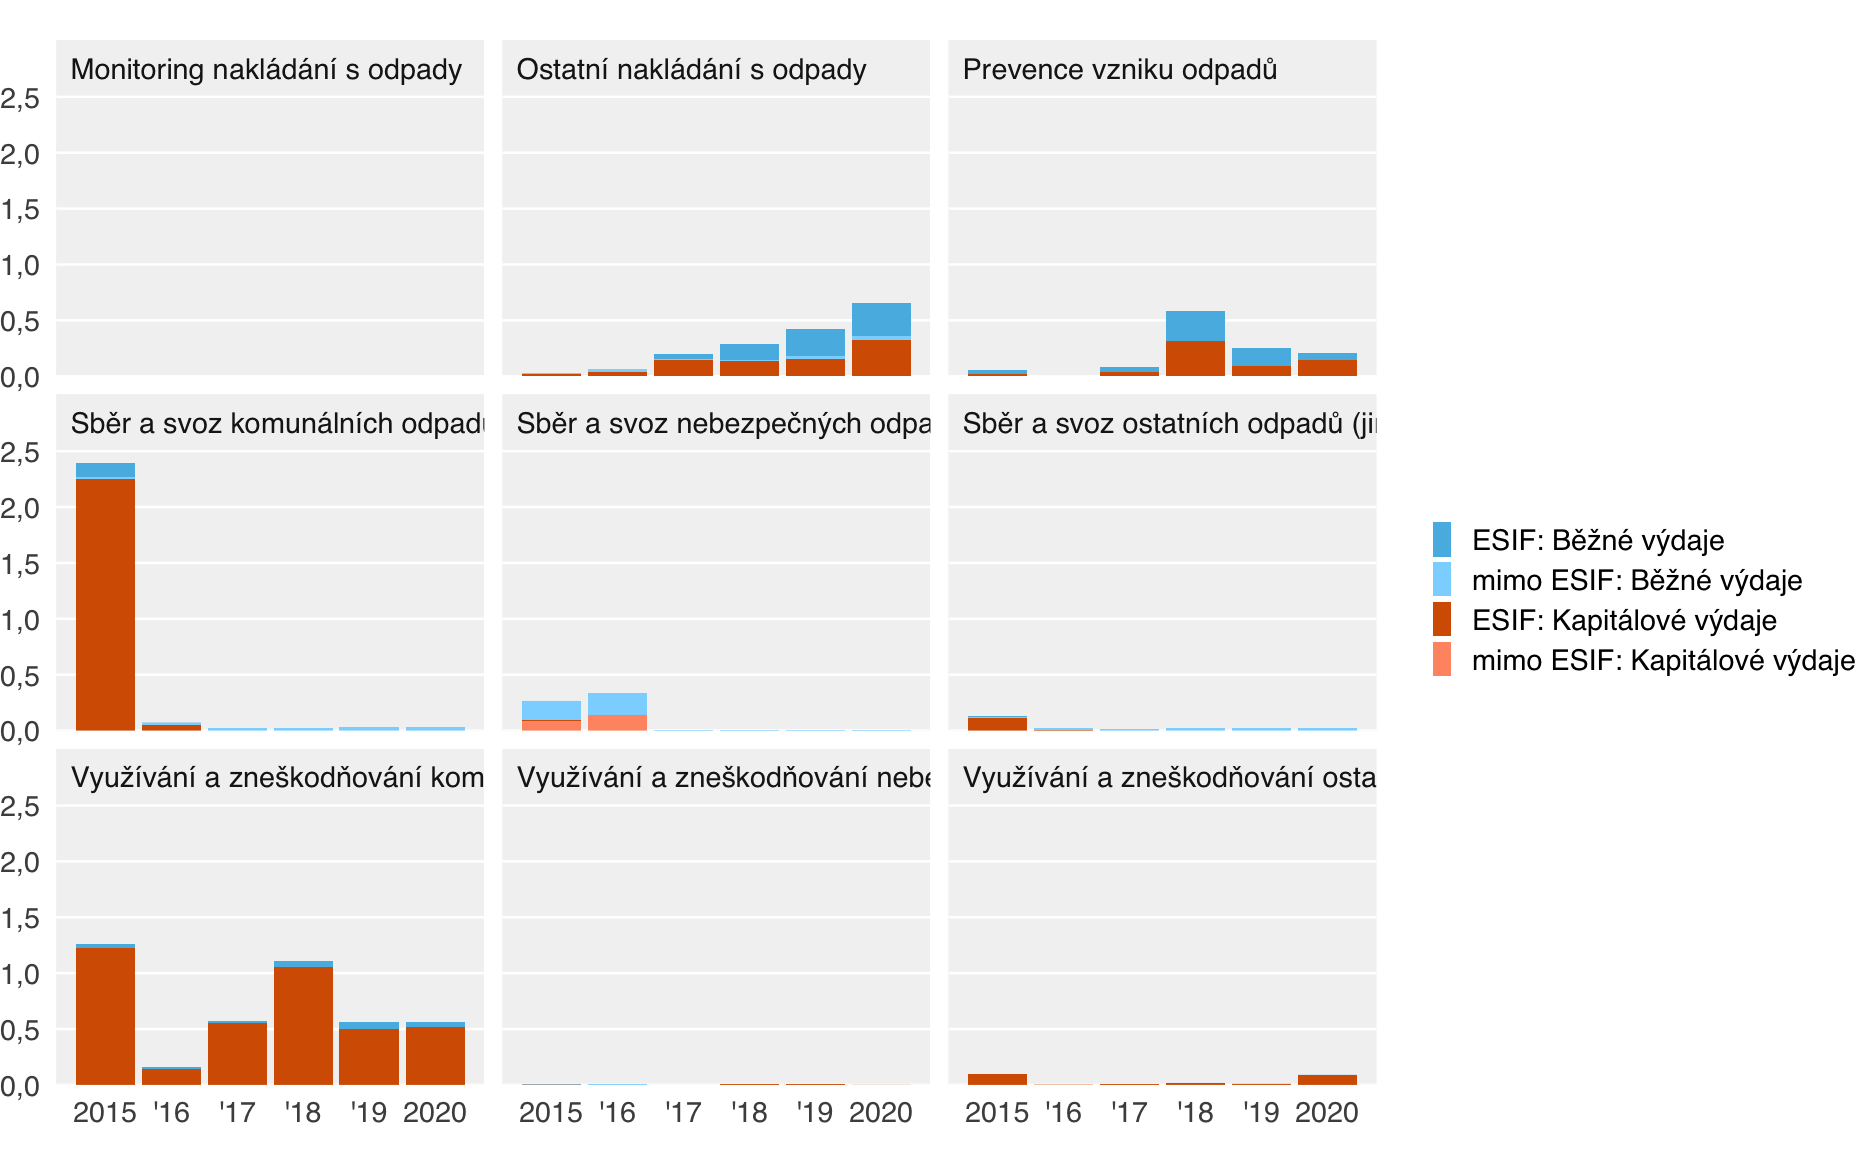 Monitoring nakládání s odpady
Ostatní nakládání s odpady
Prevence vzniku odpadů
2,5
2,0
1,5
1,0
0,5
0,0
Sběr a svoz komunálních odpadů
Sběr a svoz nebezpečných odpa
Sběr a svoz ostatních odpadů (ji
2,5
2,0
1,5
1,0
0,5
0,0
Využívání a zneškodňování kom
Využívání a zneškodňování nebe
Využívání a zneškodňování osta
2,5
2,0
1,5
1,0
0,5
0,0
2015 '16 '17 '18 '19 2020
2015 '16 '17 '18 '19 2020
2015 '16 '17 '18 '19 2020
ESIF: Běžné výdaje
mimo ESIF: Běžné výdaje
ESIF: Kapitálové výdaje
mimo ESIF: Kapitálové výdaje